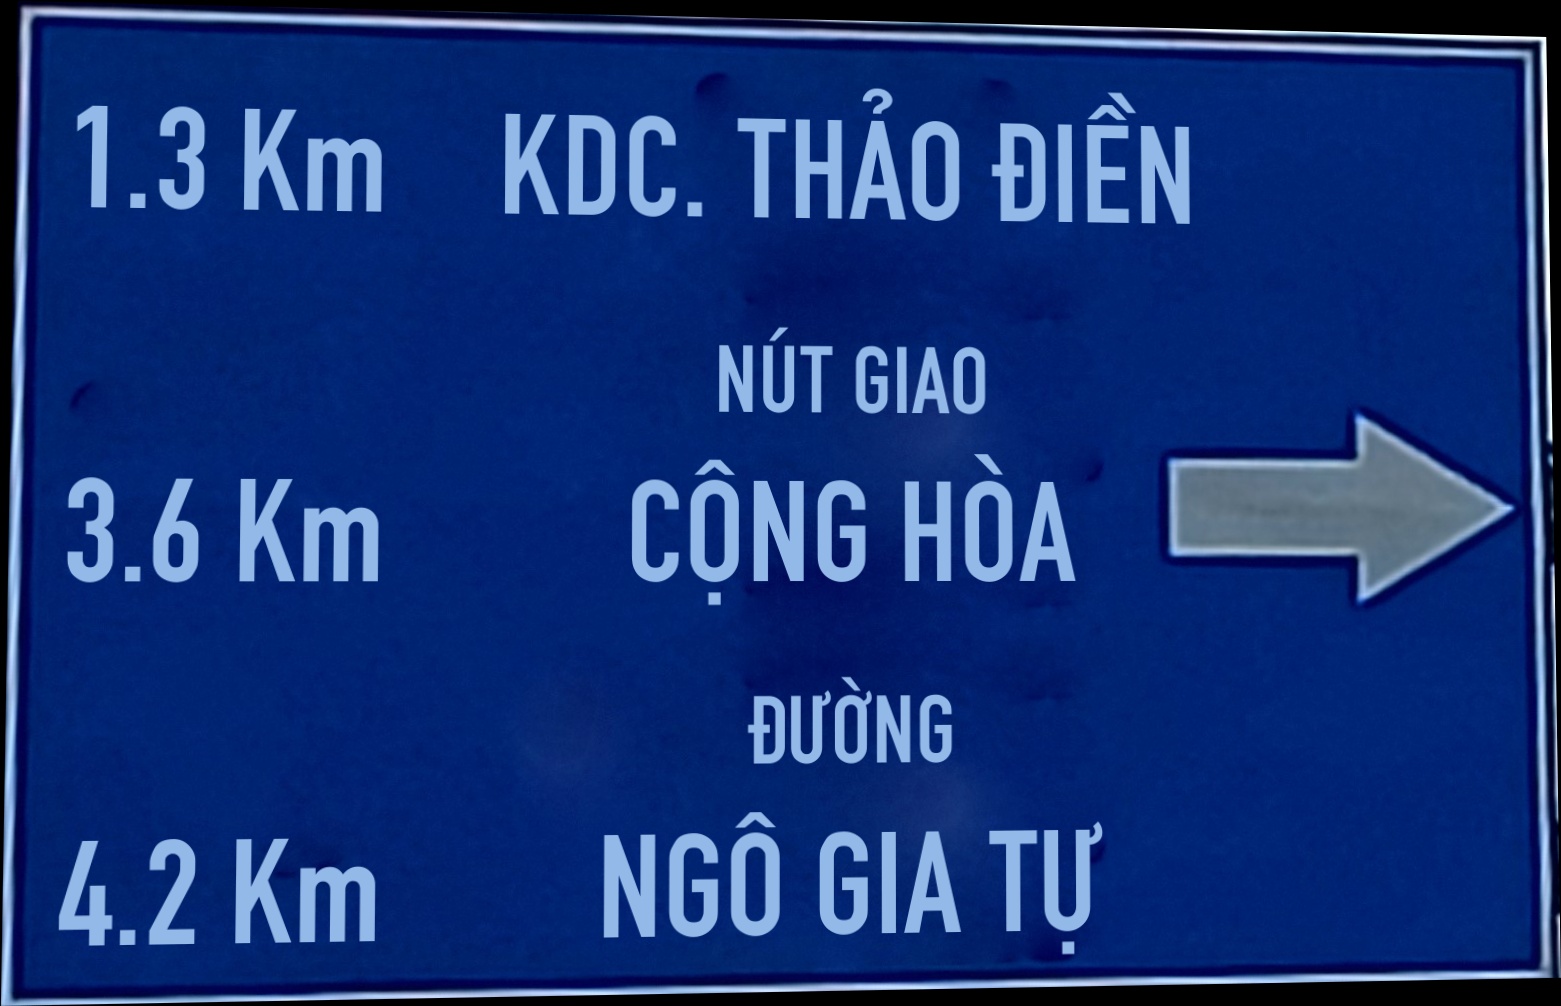 1.3 Km KDC. THẢO ĐIỀN
NÚT GIAO
3.6 Km CỘNG HÒA
ĐƯỜNG
4.2 Km NGÔ GIA TỰ